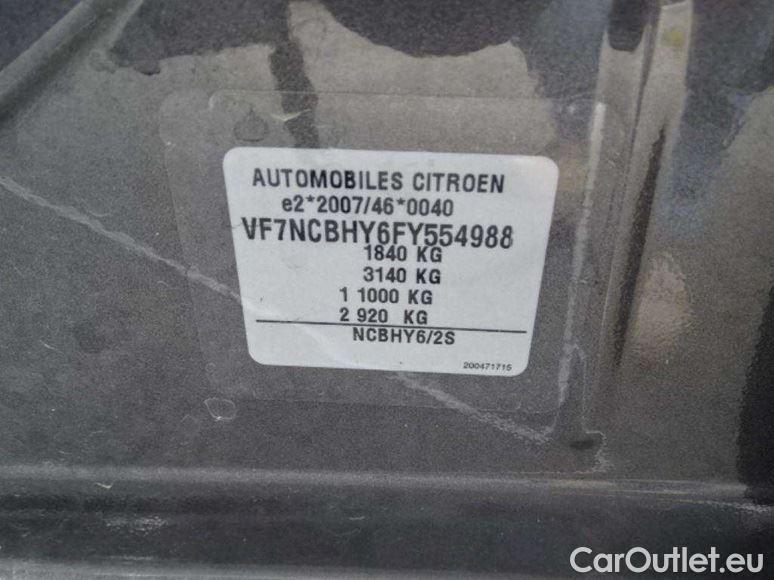 AUTOMOBILES CITROEN
e2*2007/46*0040
VF7NCBHY6FY554988
1840 KG
3140 KG
1 1000 KG
2 920 KG
NCBHY6/2S
200471715
CarOutlet.eu